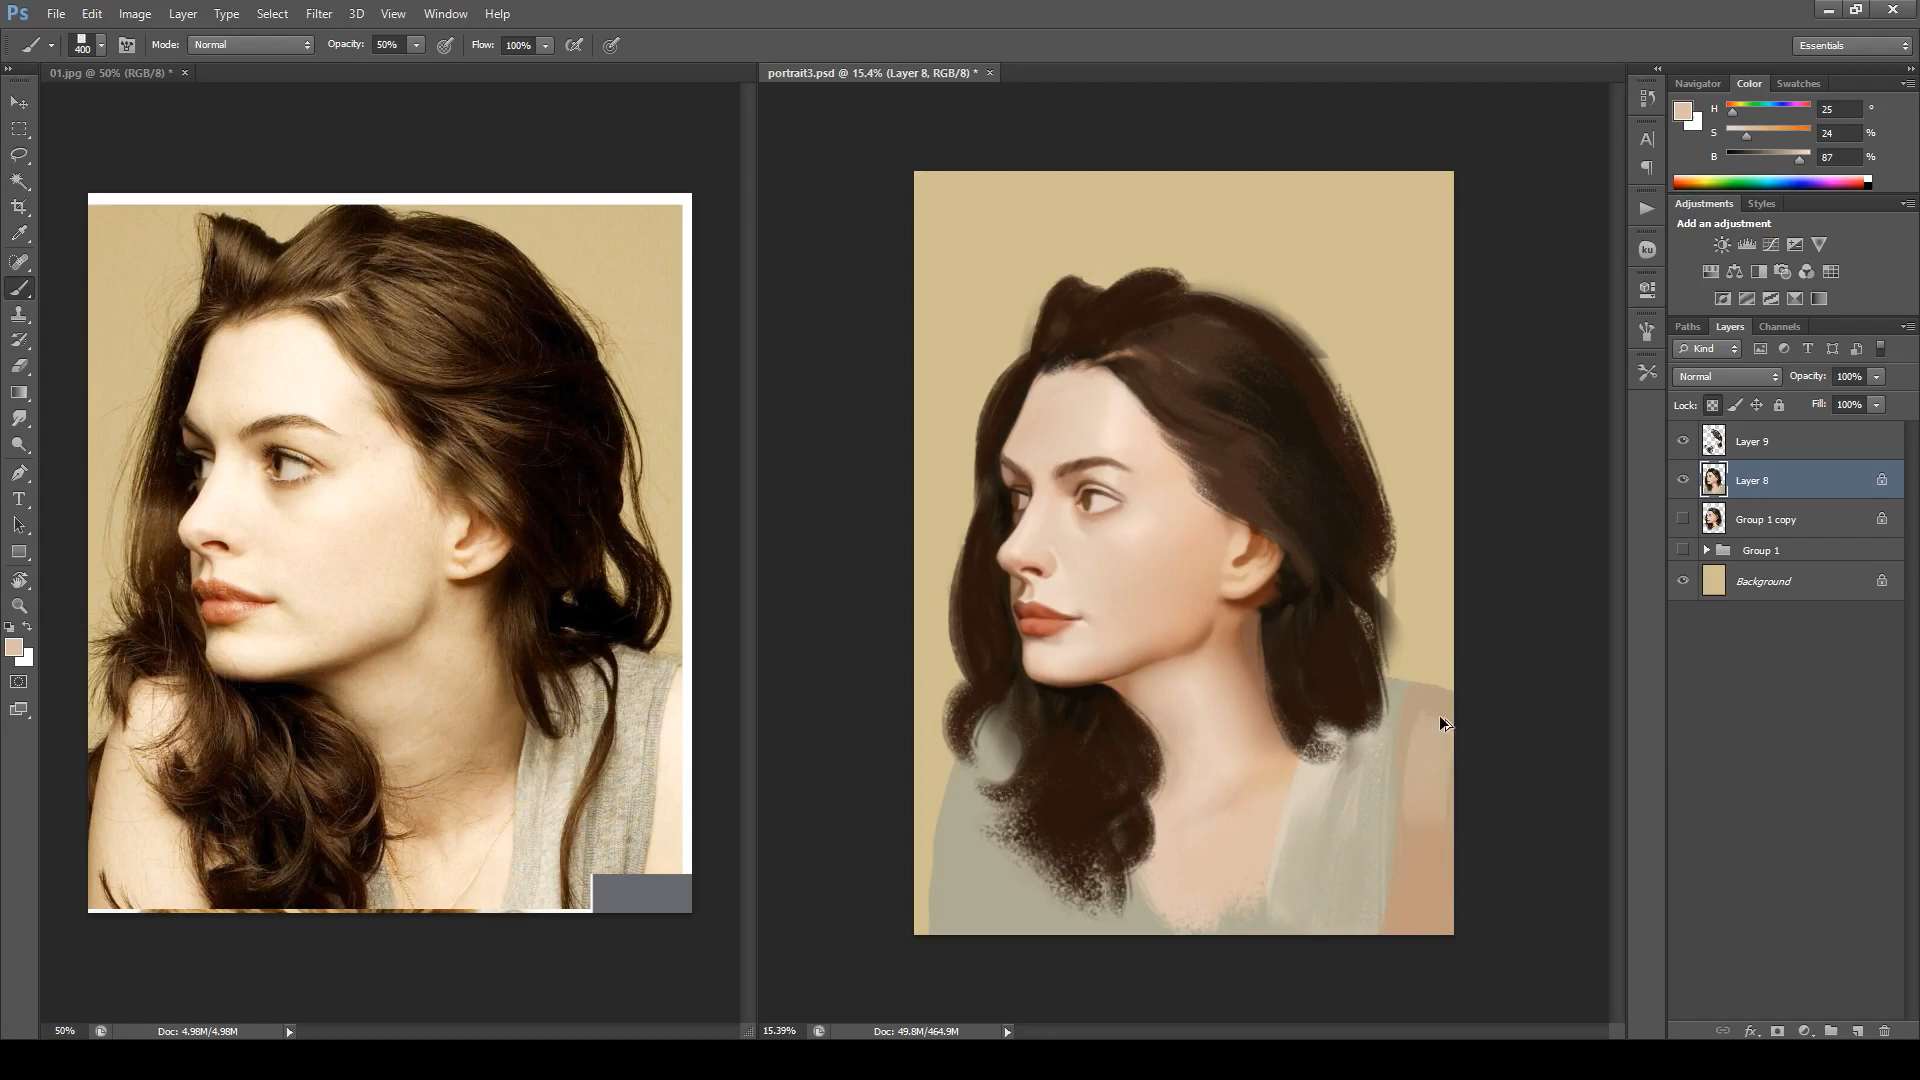 Ps File Edit Image Layer Type Select Filter 3D View Window Help
400 Mode: Normal Opacity: 50% Flow: 100% Essentials
01.jpg @ 50% (RGB/8) * ×
portrait3.psd @ 15.4% (Layer 8, RGB/8) * ×
Navigator Color Swatches
H 25 °
S 24 %
B 87 %
Adjustments Styles
Add an adjustment
ku
Paths Layers Channels
Kind T
Normal Opacity: 100%
Lock: Fill: 100%
Layer 9
Layer 8
Group 1 copy
Group 1
Background
50% Doc: 4.98M/4.98M
15.39% Doc: 49.8M/464.9M
fx
A
T